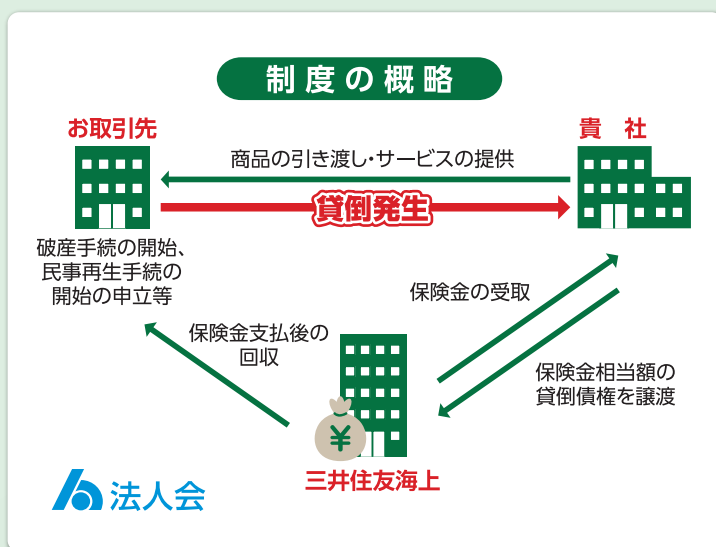 制度の概略
お取引先
貴 社
商品の引き渡し・サービスの提供
貸倒発生
破産手続の開始、
民事再生手続の
開始の申立等
保険金の受取
保険金支払後の
回収
保険金相当額の
貸倒債権を譲渡
¥
三井住友海上
法人会